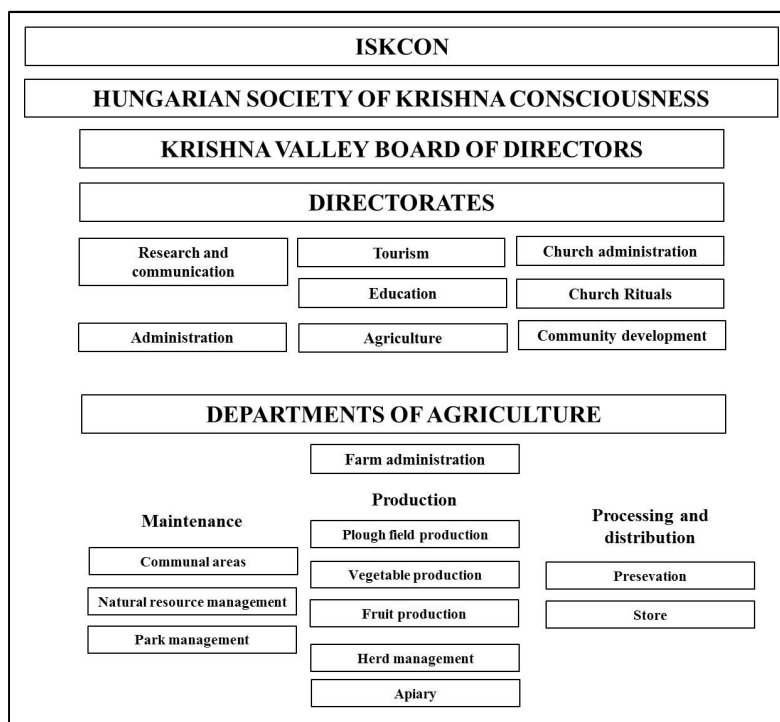 ISKCON
HUNGARIAN SOCIETY OF KRISHNA CONSCIOUSNESS
KRISHNA VALLEY BOARD OF DIRECTORS
DIRECTORATES
Research and
communication
Tourism
Church administration
Education
Church Rituals
Administration
Agriculture
Community development
DEPARTMENTS OF AGRICULTURE
Farm administration
Maintenance
Communal areas
Natural resource management
Park management
Production
Plough field production
Vegetable production
Fruit production
Herd management
Apiary
Processing and
distribution
Presevation
Store